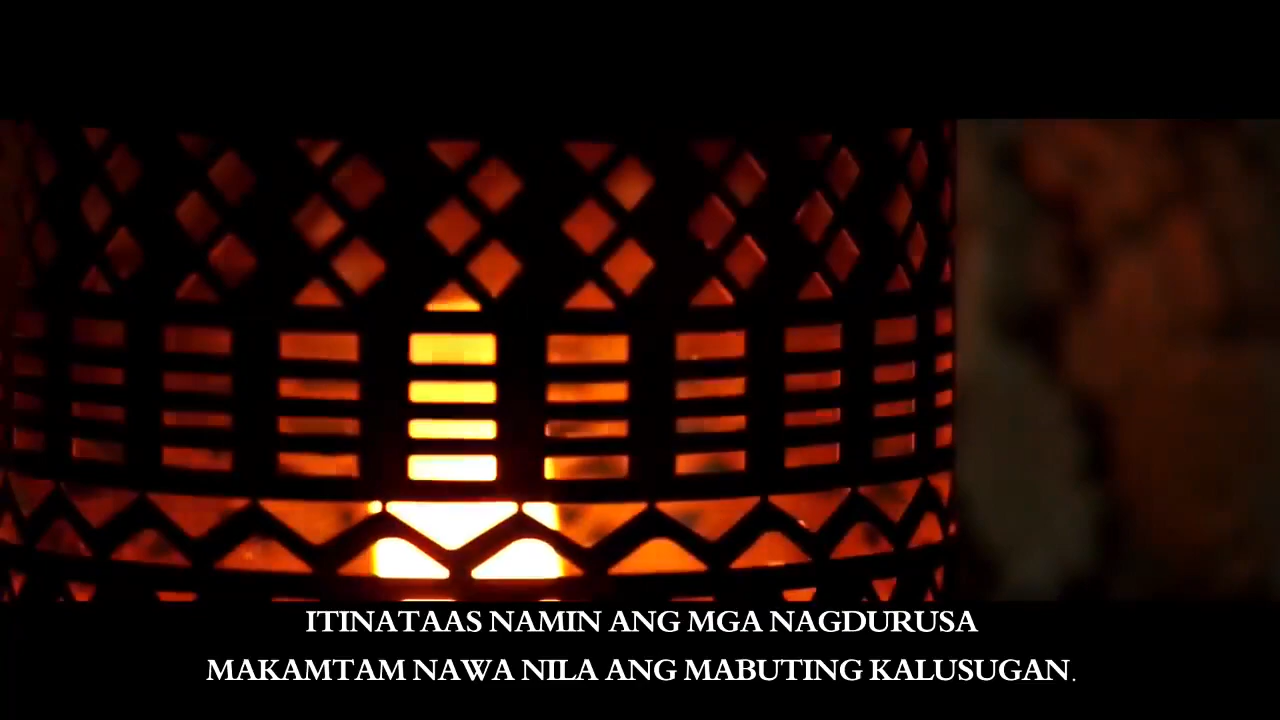 ITINATAAS NAMIN ANG MGA NAGDURUSA
MAKAMTAM NAWA NILA ANG MABUTING KALUSUGAN.